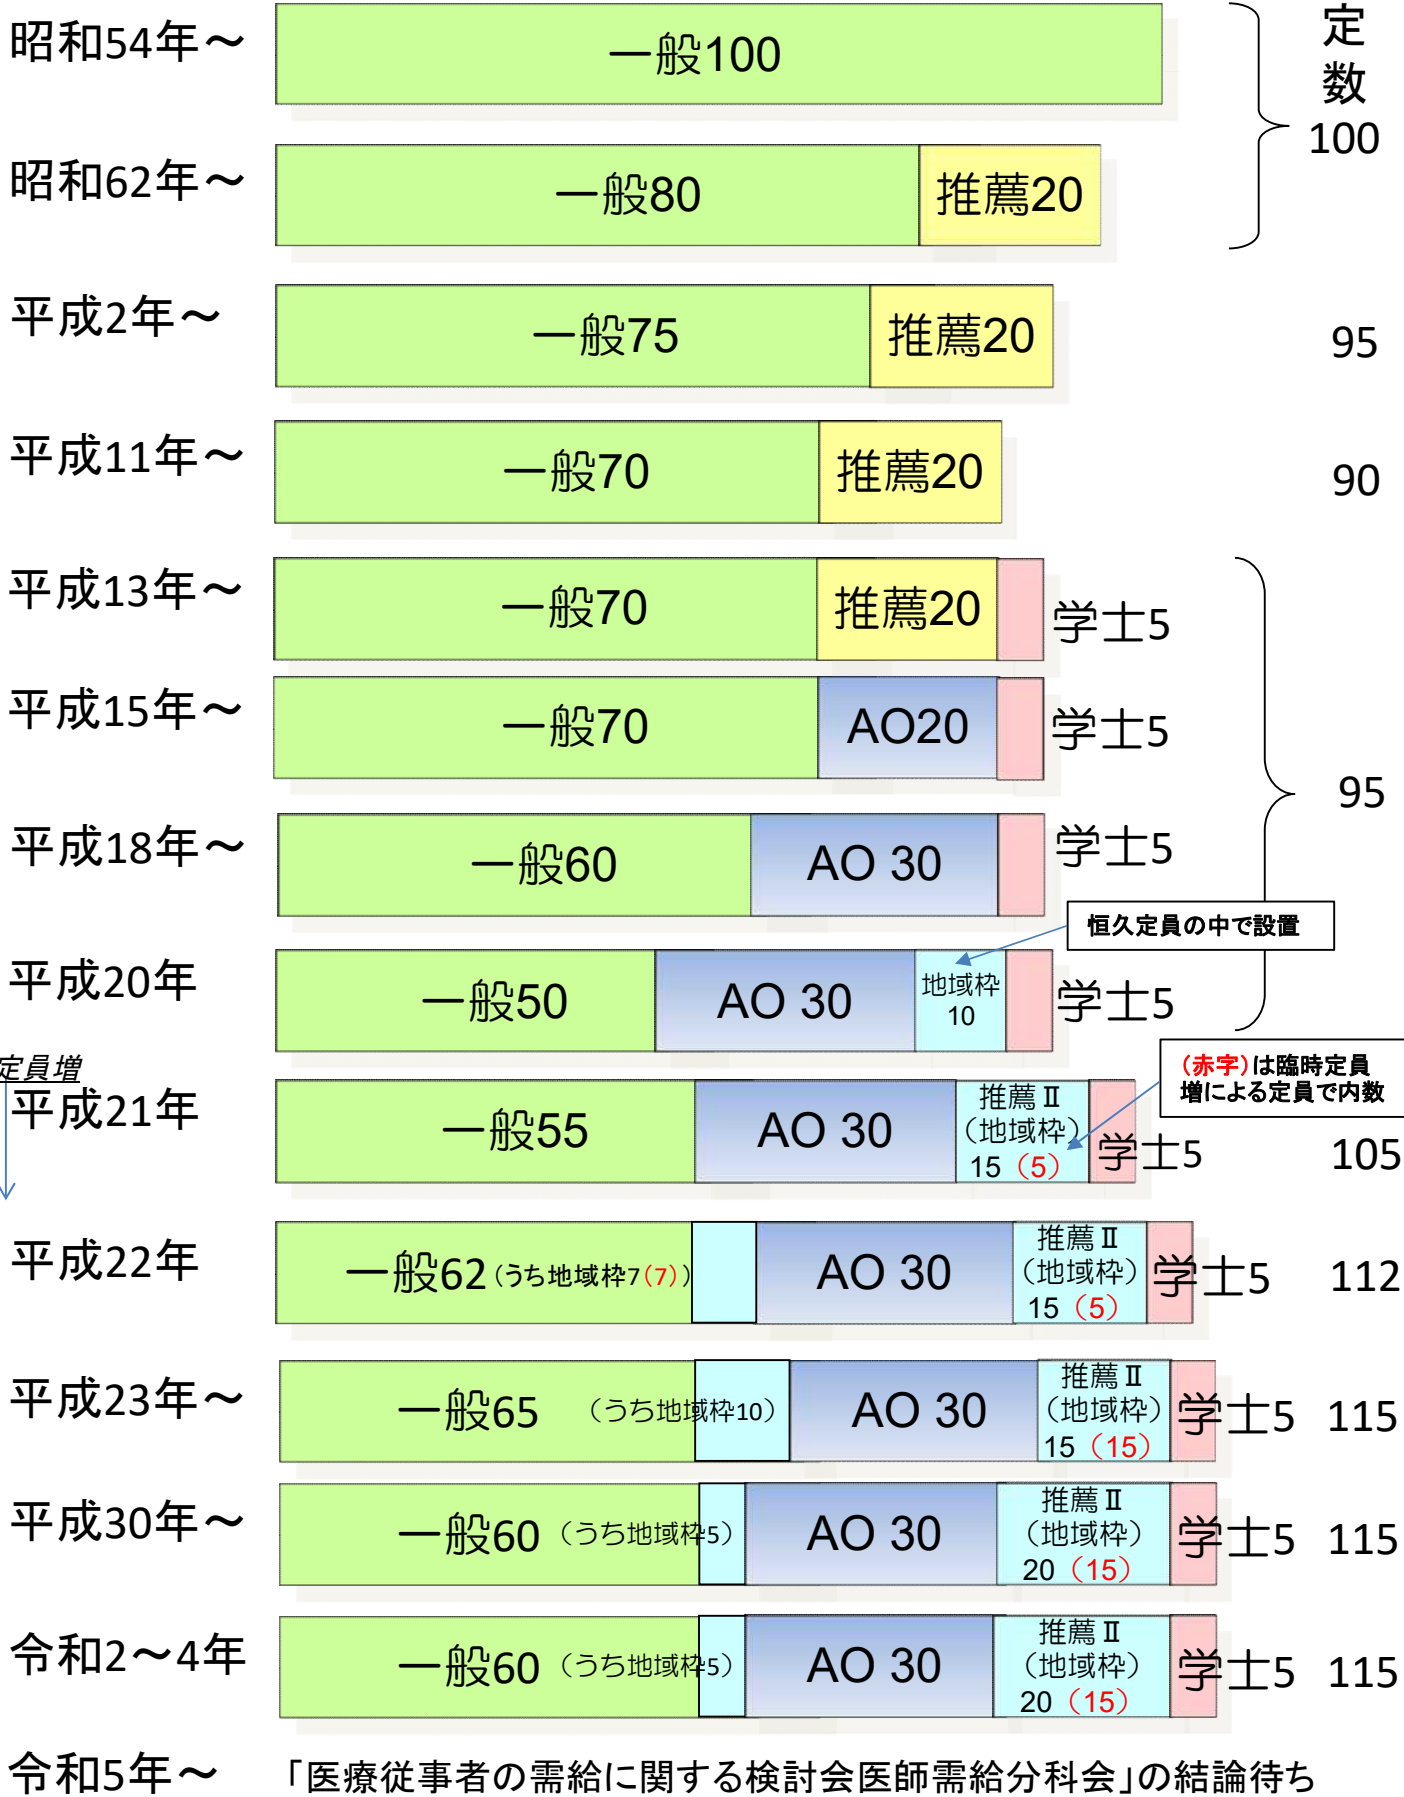 昭和54年～
一般100
定
数
100
昭和62年～
一般80
推薦20
平成2年～
一般75
推薦20
95
平成11年～
一般70
推薦20
90
平成13年～
一般70
推薦20
学士5
平成15年～
一般70
AO20
学士5
95
平成18年～
一般60
AO 30
学士5
恒久定員の中で設置
平成20年
一般50
AO 30
地域枠
10
学士5
定員増
(赤字)は臨時定員
増による定員で内数
平成21年
一般55
AO 30
推薦Ⅱ
（地域枠）
15（5）
学士5
105
平成22年
一般62（うち地域枠7(7)）
AO 30
推薦Ⅱ
（地域枠）
15（5）
学士5
112
平成23年～
一般65（うち地域枠10）
AO 30
推薦Ⅱ
（地域枠）
15（15）
学士5
115
平成30年～
一般60（うち地域枠5）
AO 30
推薦Ⅱ
（地域枠）
20（15）
学士5
115
令和2～4年
一般60（うち地域枠5）
AO 30
推薦Ⅱ
（地域枠）
20（15）
学士5
115
令和5年～
「医療従事者の需給に関する検討会医師需給分科会」の結論待ち